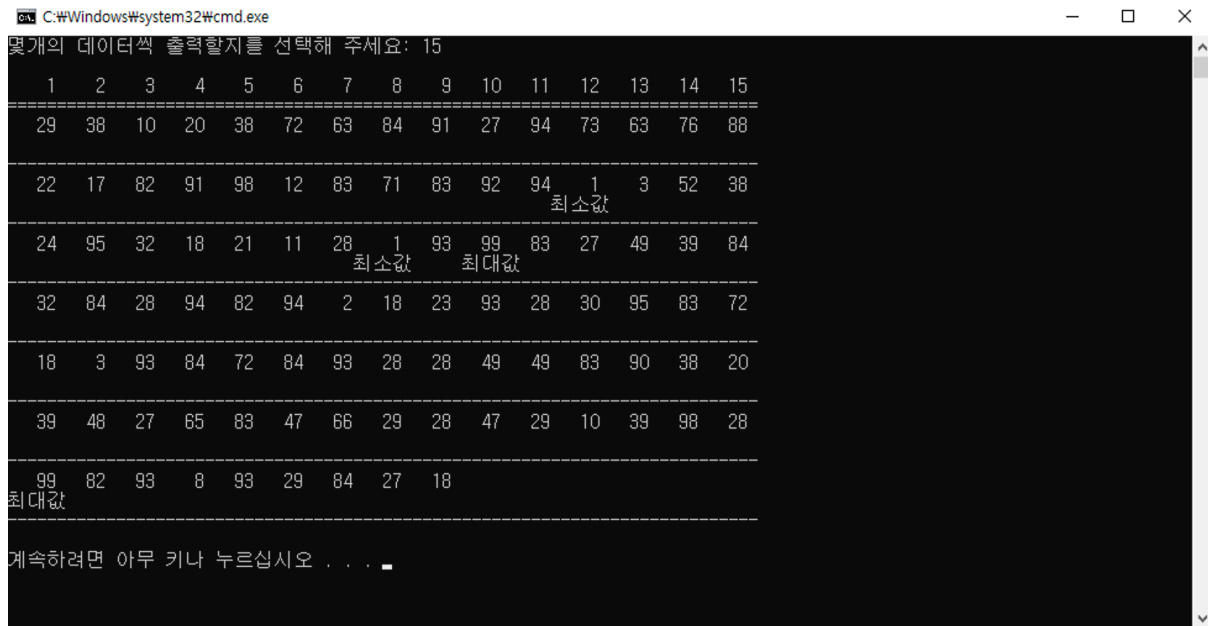 C:\Windows\system32\cmd.exe
몇개의 데이터씩 출력할지를 선택해 주세요: 15
1 2 3 4 5 6 7 8 9 10 11 12 13 14 15
===========================================================================
29 38 10 20 38 72 63 84 91 27 94 73 63 76 88
---------------------------------------------------------------------------
22 17 82 91 98 12 83 71 83 92 94 1 3 52 38
최소값
---------------------------------------------------------------------------
24 95 32 18 21 11 28 1 93 99 83 27 49 39 84
최소값 최대값
---------------------------------------------------------------------------
32 84 28 94 82 94 2 18 23 93 28 30 95 83 72
---------------------------------------------------------------------------
18 3 93 84 72 84 93 28 28 49 49 83 90 38 20
---------------------------------------------------------------------------
39 48 27 65 83 47 66 29 28 47 29 10 39 98 28
---------------------------------------------------------------------------
99 82 93 8 93 29 84 27 18
최대값
---------------------------------------------------------------------------
계속하려면 아무 키나 누르십시오 . . .